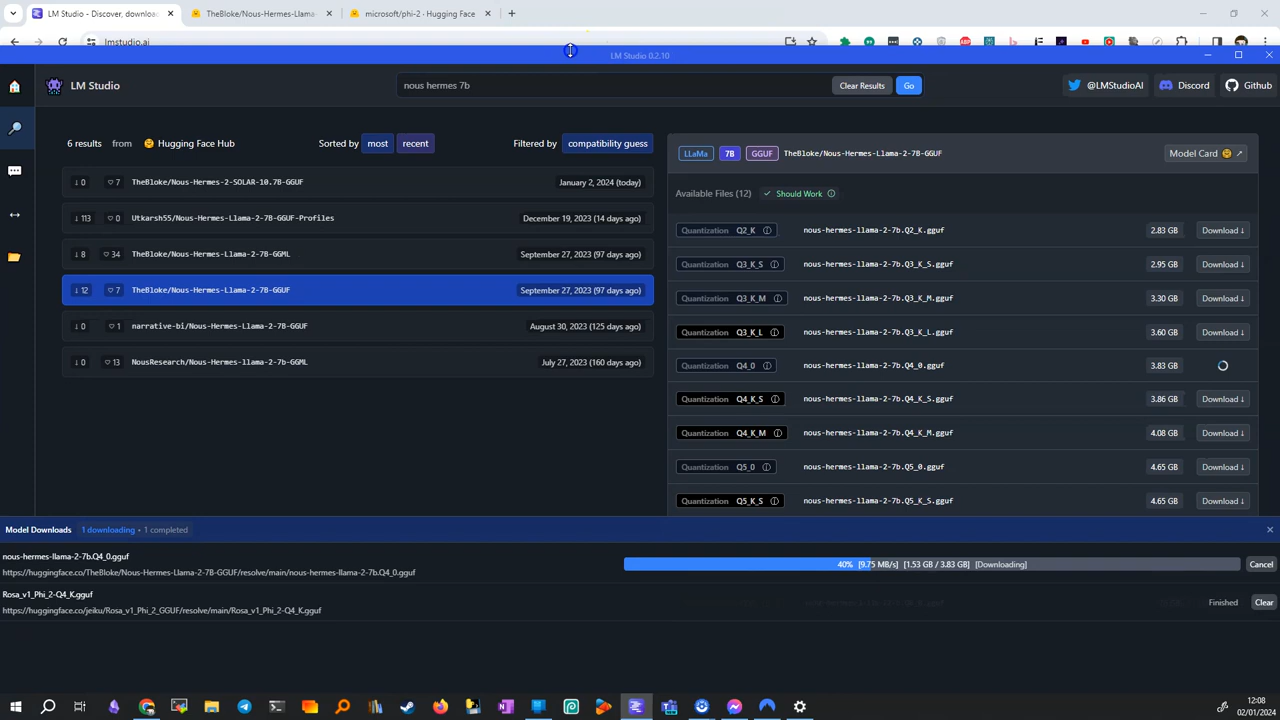 LM Studio - Discover, download
TheBloke/Nous-Hermes-Llama-
microsoft/phi-2 · Hugging Face
lmstudio.ai
LM Studio 0.2.10
LM Studio
nous hermes 7b
Clear Results
Go
@LMStudioAI
Discord
Github
6 results from Hugging Face Hub
Sorted by most recent
Filtered by compatibility guess
↓ 0 ♡ 7 TheBloke/Nous-Hermes-2-SOLAR-10.7B-GGUF January 2, 2024 (today)
↓ 113 ♡ 0 Utkarsh55/Nous-Hermes-Llama-2-7B-GGUF-Profiles December 19, 2023 (14 days ago)
↓ 8 ♡ 34 TheBloke/Nous-Hermes-Llama-2-7B-GGML September 27, 2023 (97 days ago)
↓ 12 ♡ 7 TheBloke/Nous-Hermes-Llama-2-7B-GGUF September 27, 2023 (97 days ago)
↓ 0 ♡ 1 narrative-bi/Nous-Hermes-Llama-2-7B-GGUF August 30, 2023 (125 days ago)
↓ 0 ♡ 13 NousResearch/Nous-Hermes-llama-2-7b-GGML July 27, 2023 (160 days ago)
LLaMa 7B GGUF TheBloke/Nous-Hermes-Llama-2-7B-GGUF Model Card ↗
Available Files (12) ✓ Should Work
Quantization Q2_K nous-hermes-llama-2-7b.Q2_K.gguf 2.83 GB Download ↓
Quantization Q3_K_S nous-hermes-llama-2-7b.Q3_K_S.gguf 2.95 GB Download ↓
Quantization Q3_K_M nous-hermes-llama-2-7b.Q3_K_M.gguf 3.30 GB Download ↓
Quantization Q3_K_L nous-hermes-llama-2-7b.Q3_K_L.gguf 3.60 GB Download ↓
Quantization Q4_0 nous-hermes-llama-2-7b.Q4_0.gguf 3.83 GB
Quantization Q4_K_S nous-hermes-llama-2-7b.Q4_K_S.gguf 3.86 GB Download ↓
Quantization Q4_K_M nous-hermes-llama-2-7b.Q4_K_M.gguf 4.08 GB Download ↓
Quantization Q5_0 nous-hermes-llama-2-7b.Q5_0.gguf 4.65 GB Download ↓
Quantization Q5_K_S nous-hermes-llama-2-7b.Q5_K_S.gguf 4.65 GB Download ↓
Model Downloads 1 downloading • 1 completed
nous-hermes-llama-2-7b.Q4_0.gguf
https://huggingface.co/TheBloke/Nous-Hermes-Llama-2-7B-GGUF/resolve/main/nous-hermes-llama-2-7b.Q4_0.gguf
40% [9.75 MB/s] [1.53 GB / 3.83 GB] [Downloading]
Cancel
Rosa_v1_Phi_2-Q4_K.gguf
https://huggingface.co/jeiku/Rosa_v1_Phi_2_GGUF/resolve/main/Rosa_v1_Phi_2-Q4_K.gguf
Finished
Clear
12:08
02/01/2024